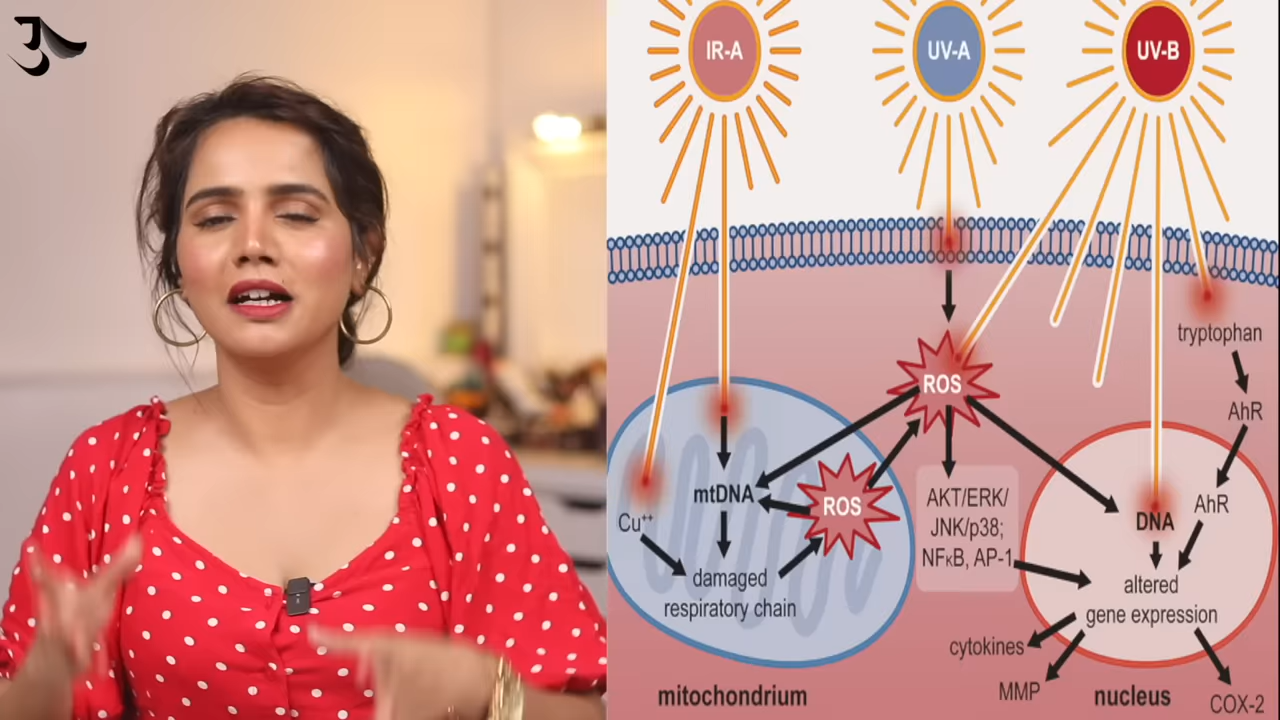 IR-A
UV-A
UV-B
tryptophan
AhR
ROS
ROS
mtDNA
Cu⁺⁺
damaged
respiratory chain
AKT/ERK/
JNK/p38;
NFκB, AP-1
AhR
DNA
altered
gene expression
cytokines
MMP
COX-2
mitochondrium
nucleus